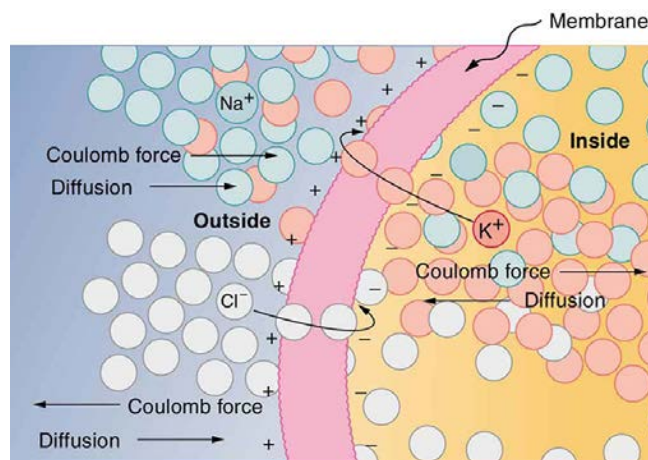 Membrane
Na⁺
Inside
Coulomb force
Diffusion
Outside
K⁺
Coulomb force
Diffusion
Cl⁻
Coulomb force
Diffusion